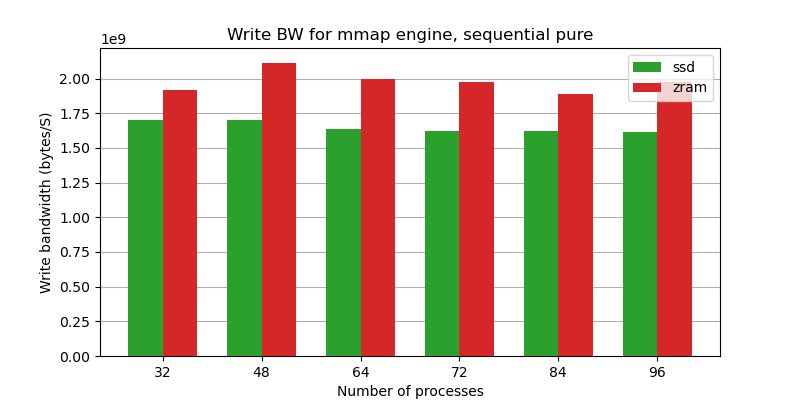 Write BW for mmap engine, sequential pure
1e9
ssd
zram
2.00
1.75
1.50
1.25
1.00
0.75
0.50
0.25
0.00
Write bandwidth (bytes/S)
32 48 64 72 84 96
Number of processes